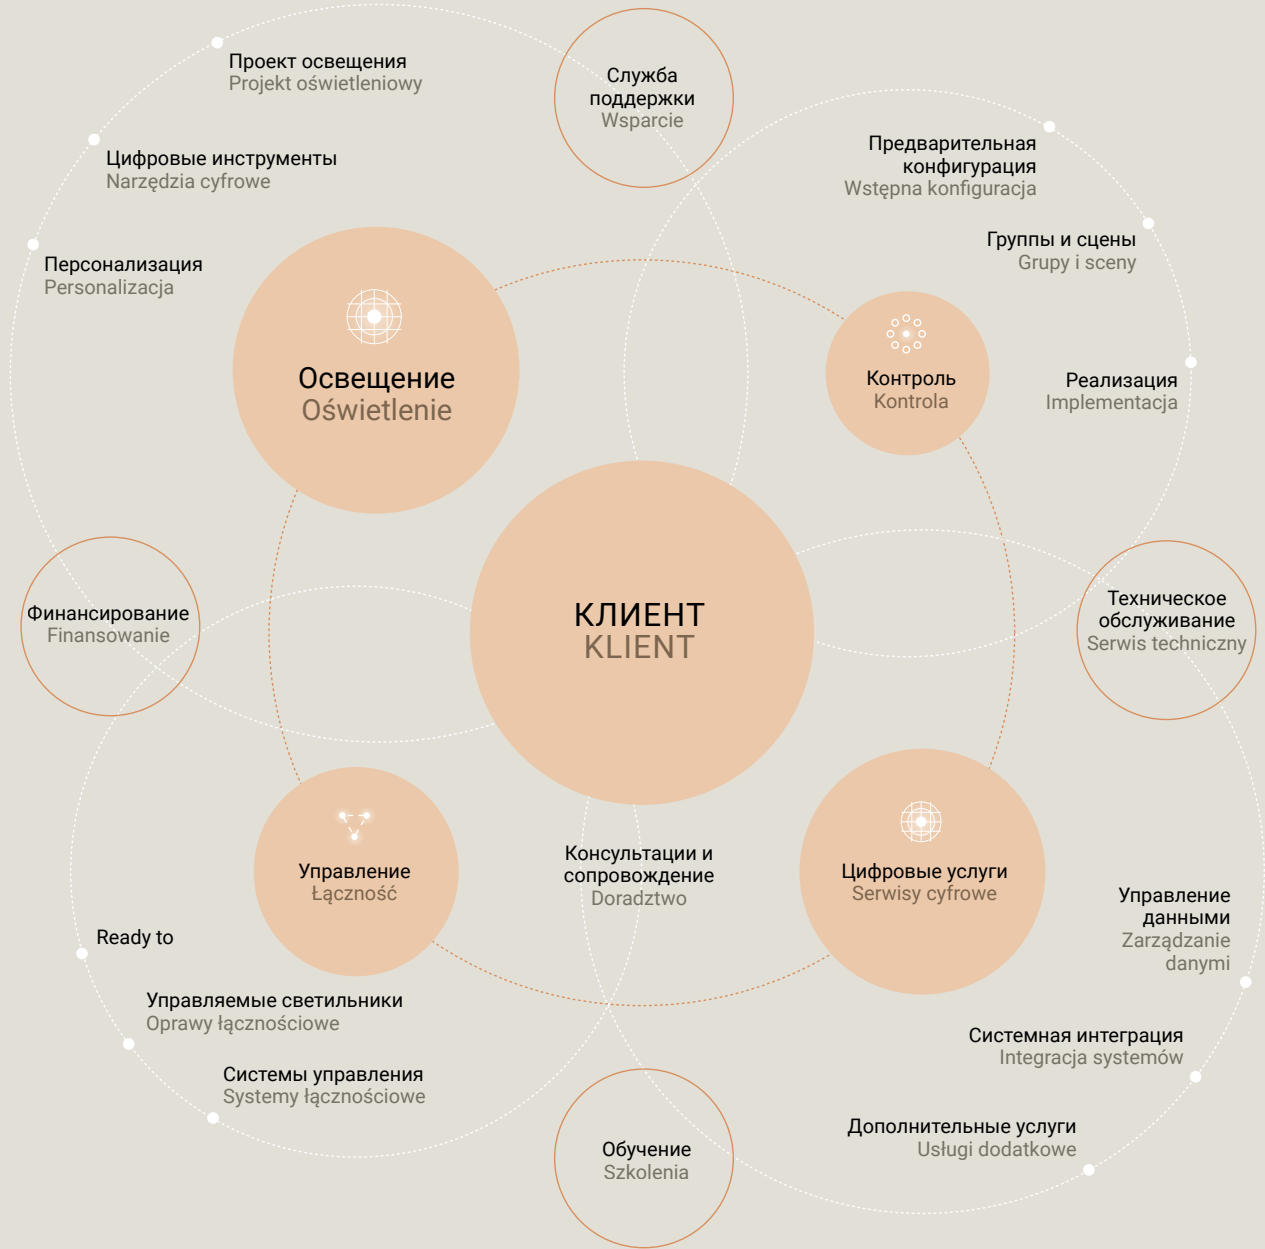 Проект освещения
Projekt oświetleniowy
Служба
поддержки
Wsparcie
Цифровые инструменты
Narzędzia cyfrowe
Предварительная
конфигурация
Wstępna konfiguracja
Персонализация
Personalizacja
Группы и сцены
Grupy i sceny
Освещение
Oświetlenie
Контроль
Kontrola
Реализация
Implementacja
Финансирование
Finansowanie
КЛИЕНТ
KLIENT
Техническое
обслуживание
Serwis techniczny
Управление
Łączność
Консультации и
сопровождение
Doradztwo
Цифровые услуги
Serwisy cyfrowe
Управление
данными
Zarządzanie
danymi
Ready to
Управляемые светильники
Oprawy łącznościowe
Системная интеграция
Integracja systemów
Системы управления
Systemy łącznościowe
Обучение
Szkolenia
Дополнительные услуги
Usługi dodatkowe